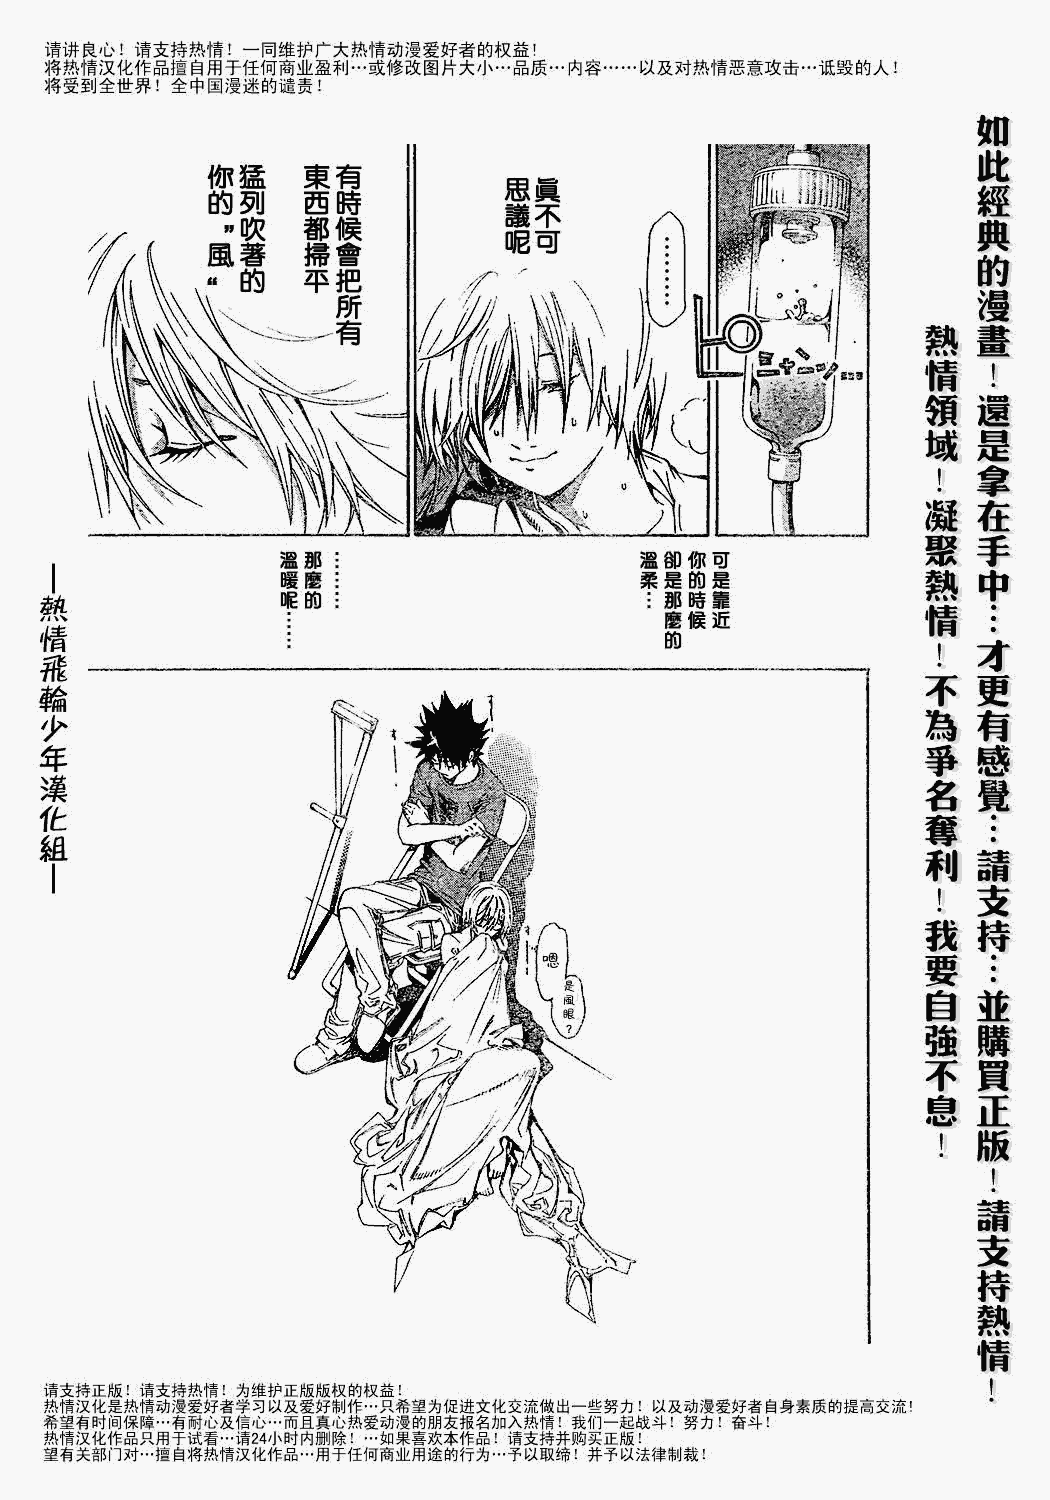 请讲良心！请支持热情！一同维护广大热情动漫爱好者的权益！
将热情汉化作品擅自用于任何商业盈利…或修改图片大小…品质…内容……以及对热情恶意攻击…诋毁的人！
将受到全世界！全中国漫迷的谴责！
如此經典的漫畫！還是拿在手中…才更有感覺…請支持…並購買正版！請支持熱情！
熱情領域！凝聚熱情！不為爭名奪利！我要自強不息！
………
眞不可
思議呢
有時候會把所有
東西都掃平
猛列吹著的
你的"風"
可是靠近
你的時候
卻是那麼的
溫柔…
………
那麼的
溫暖呢……
嗯
是風眼？
—熱情飛輪少年漢化組—
请支持正版！请支持热情！为维护正版版权的权益！
热情汉化是热情动漫爱好者学习以及爱好制作…只希望为促进文化交流做出一些努力！以及动漫爱好者自身素质的提高交流！
希望有时间保障…有耐心及信心…而且真心热爱动漫的朋友报名加入热情！我们一起战斗！努力！奋斗！
热情汉化作品只用于试看…请24小时内删除！…如果喜欢本作品！请支持并购买正版！
望有关部门对…擅自将热情汉化作品…用于任何商业用途的行为…予以取缔！并予以法律制裁！